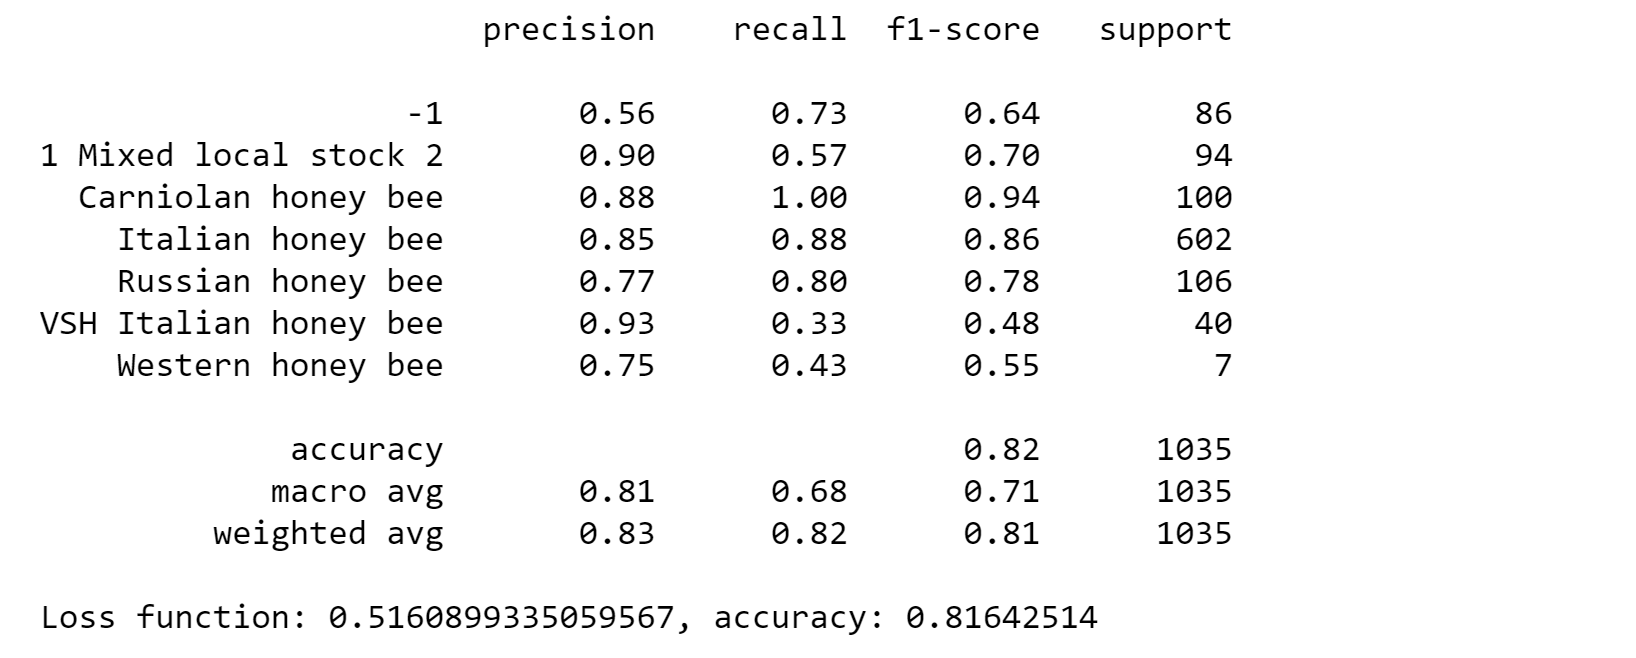 precision recall f1-score support
-1 0.56 0.73 0.64 86
1 Mixed local stock 2 0.90 0.57 0.70 94
Carniolan honey bee 0.88 1.00 0.94 100
Italian honey bee 0.85 0.88 0.86 602
Russian honey bee 0.77 0.80 0.78 106
VSH Italian honey bee 0.93 0.33 0.48 40
Western honey bee 0.75 0.43 0.55 7
accuracy 0.82 1035
macro avg 0.81 0.68 0.71 1035
weighted avg 0.83 0.82 0.81 1035
Loss function: 0.5160899335059567, accuracy: 0.81642514